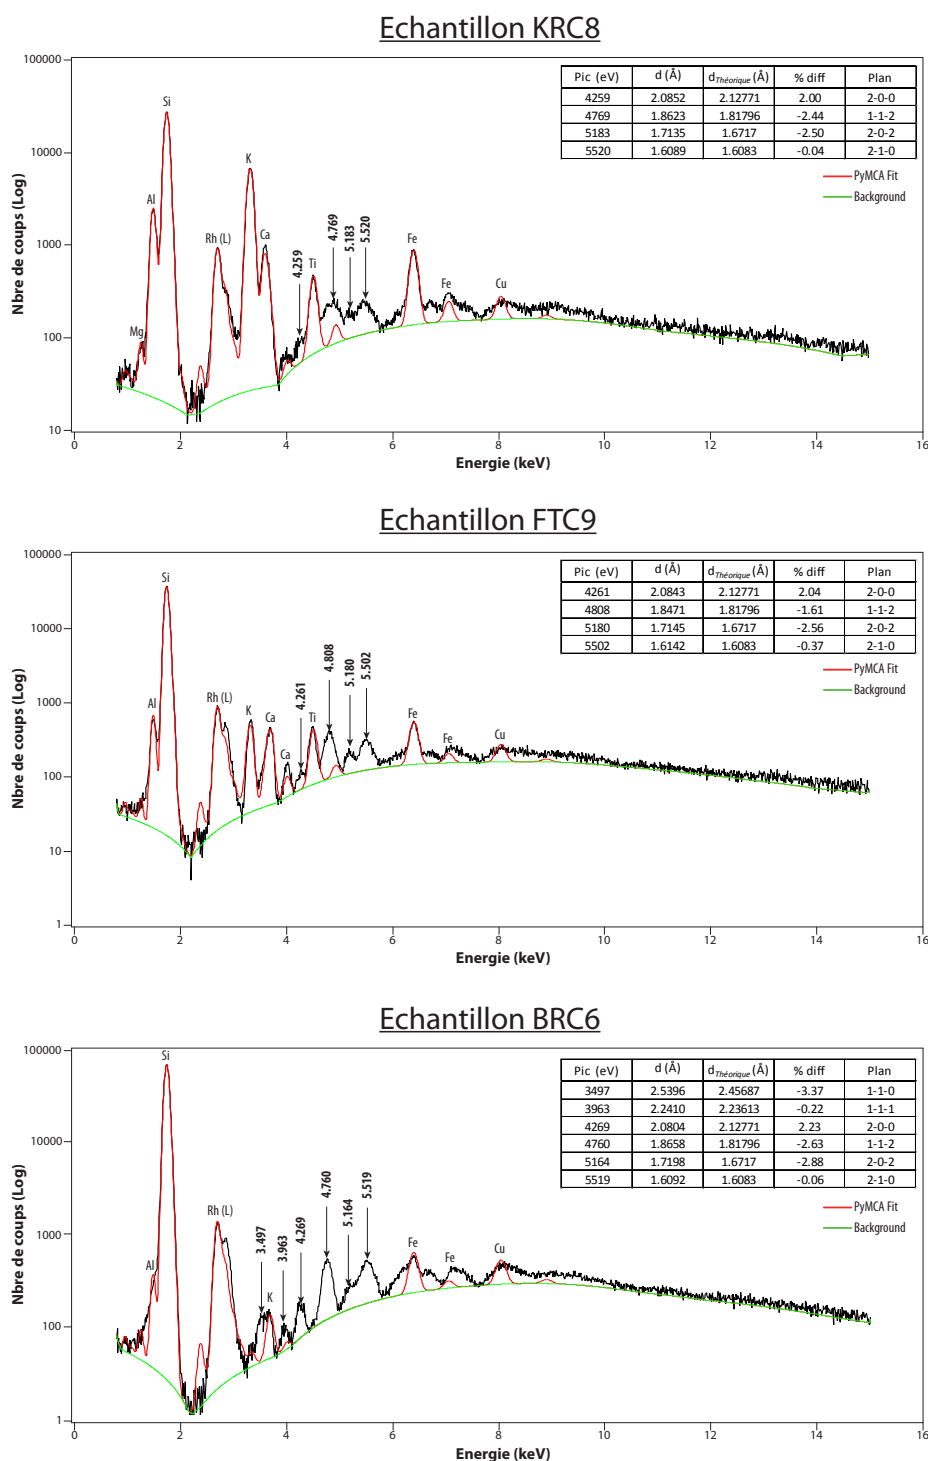 Echantillon KRC8
Pic (eV) d (Å) dThéorique (Å) % diff Plan
4259 2.0852 2.12771 2.00 2-0-0
4769 1.8623 1.81796 -2.44 1-1-2
5183 1.7135 1.6717 -2.50 2-0-2
5520 1.6089 1.6083 -0.04 2-1-0
PyMCA Fit
Background
Nbre de coups (Log)
100000
10000
1000
100
10
Mg
Al
Si
Rh (L)
K
Ca
4.259
Ti
4.769
5.183
5.520
Fe
Fe
Cu
0 2 4 6 8 10 12 14 16
Energie (keV)
Echantillon FTC9
Pic (eV) d (Å) dThéorique (Å) % diff Plan
4261 2.0843 2.12771 2.04 2-0-0
4808 1.8471 1.81796 -1.61 1-1-2
5180 1.7145 1.6717 -2.56 2-0-2
5502 1.6142 1.6083 -0.37 2-1-0
PyMCA Fit
Background
Nbre de coups (Log)
100000
10000
1000
100
10
1
Al
Si
Rh (L)
K
Ca
Ca
4.261
Ti
4.808
5.180
5.502
Fe
Fe
Cu
0 2 4 6 8 10 12 14 16
Energie (keV)
Echantillon BRC6
Pic (eV) d (Å) dThéorique (Å) % diff Plan
3497 2.5396 2.45687 -3.37 1-1-0
3963 2.2410 2.23613 -0.22 1-1-1
4269 2.0804 2.12771 2.23 2-0-0
4760 1.8658 1.81796 -2.63 1-1-2
5164 1.7198 1.6717 -2.88 2-0-2
5519 1.6092 1.6083 -0.06 2-1-0
PyMCA Fit
Background
Nbre de coups (Log)
100000
10000
1000
100
1
Al
Si
Rh (L)
3.497
K
3.963
4.269
4.760
5.164
5.519
Fe
Fe
Cu
0 2 4 6 8 10 12 14 16
Energie (keV)